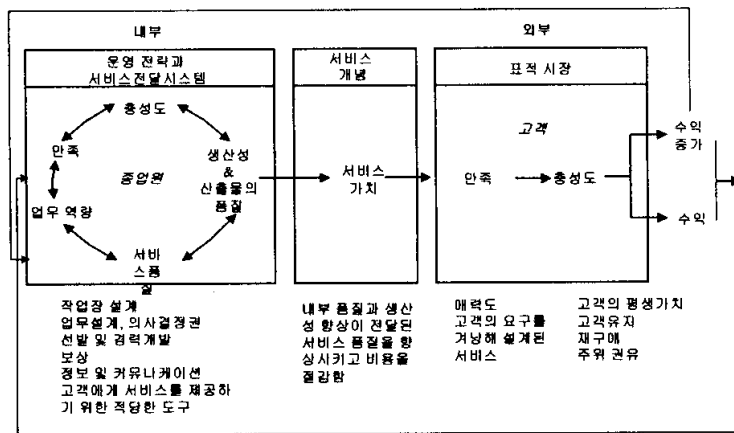 내부
외부
운영 전략과
서비스전달시스템
서비스
개념
표적 시장
충성도
만족
종업원
생산성
&
산출물의
품질
업무 역량
서비
스품
질
서비스
가치
고객
만족
충성도
수익
증가
수익
작업장 설계
업무설계, 의사결정권
선발 및 경력개발
보상
정보 및 커뮤니케이션
고객에게 서비스를 제공하
기 위한 적당한 도구
내부 품질과 생산
성 향상이 전달된
서비스 품질을 향
상시키고 비용을
절감함
매력도
고객의 요구를
겨냥해 설계된
서비스
고객의 평생가치
고객유지
재구매
주위 권유